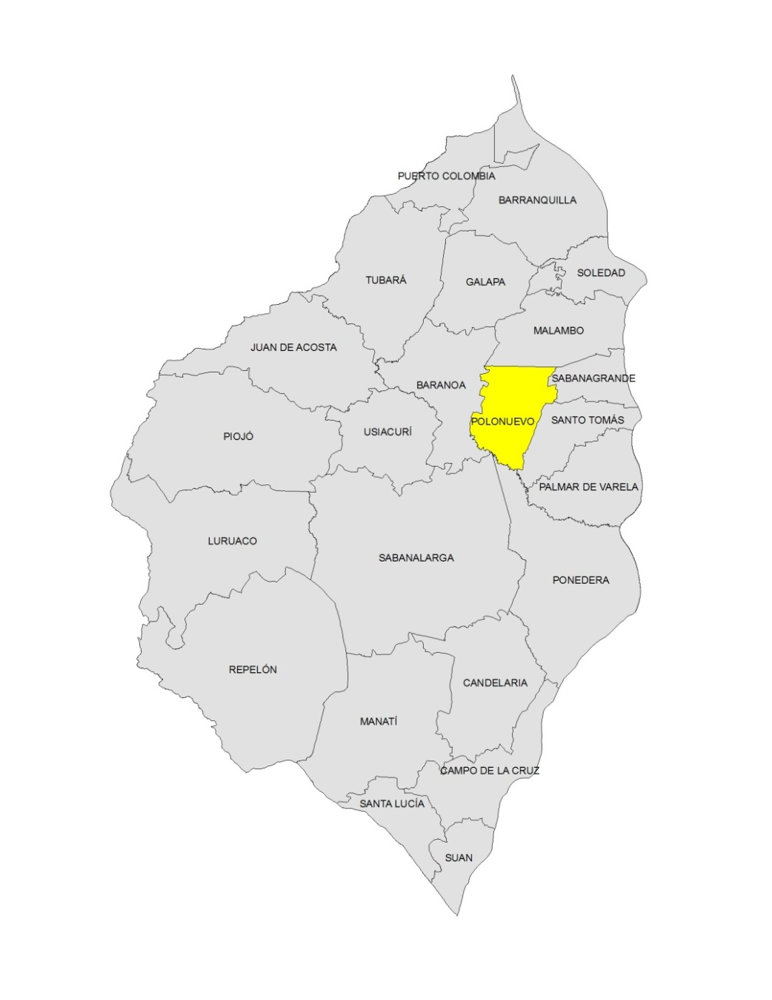 PUERTO COLOMBIA
BARRANQUILLA
SOLEDAD
TUBARÁ
GALAPA
MALAMBO
JUAN DE ACOSTA
SABANAGRANDE
BARANOA
SANTO TOMÁS
POLONUEVO
USIACURÍ
PIOJÓ
PALMAR DE VARELA
LURUACO
SABANALARGA
PONEDERA
REPELÓN
CANDELARIA
MANATÍ
CAMPO DE LA CRUZ
SANTA LUCÍA
SUAN